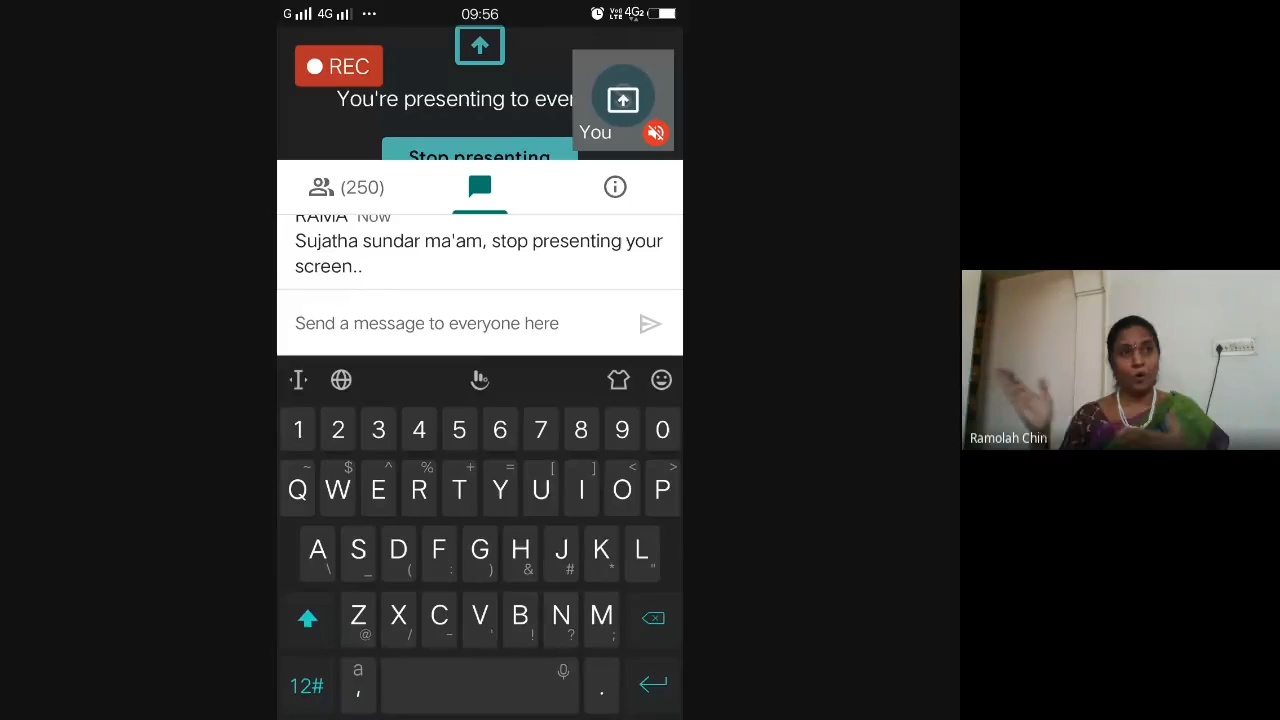 G 4G ••• 09:56 4G2
REC
You're presenting to ever
You
Stop presenting
(250)
RAMA Now
Sujatha sundar ma'am, stop presenting your
screen..
Send a message to everyone here
1 2 3 4 5 6 7 8 9 0
~ $ ^ % + = [ ] < >
Q W E R T Y U I O P
A S D F G H J K L
\ _ ( : ) & # * "
Z X C V B N M
@ / - ' ! ? ;
12# a , .
Ramolah Chin